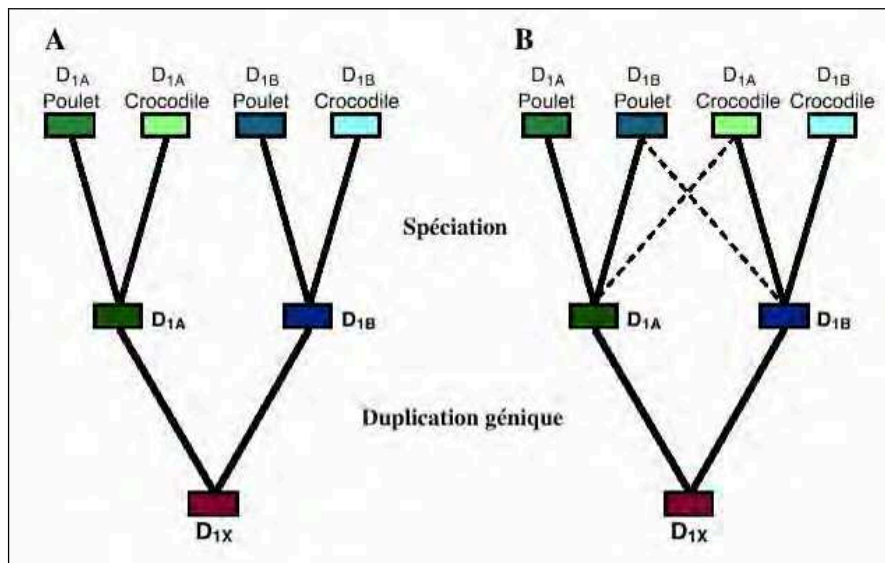 A
B
D1A
Poulet
D1A
Crocodile
D1B
Poulet
D1B
Crocodile
D1A
Poulet
D1B
Poulet
D1A
Crocodile
D1B
Crocodile
Spéciation
D1A
D1B
D1A
D1B
Duplication génique
D1X
D1X